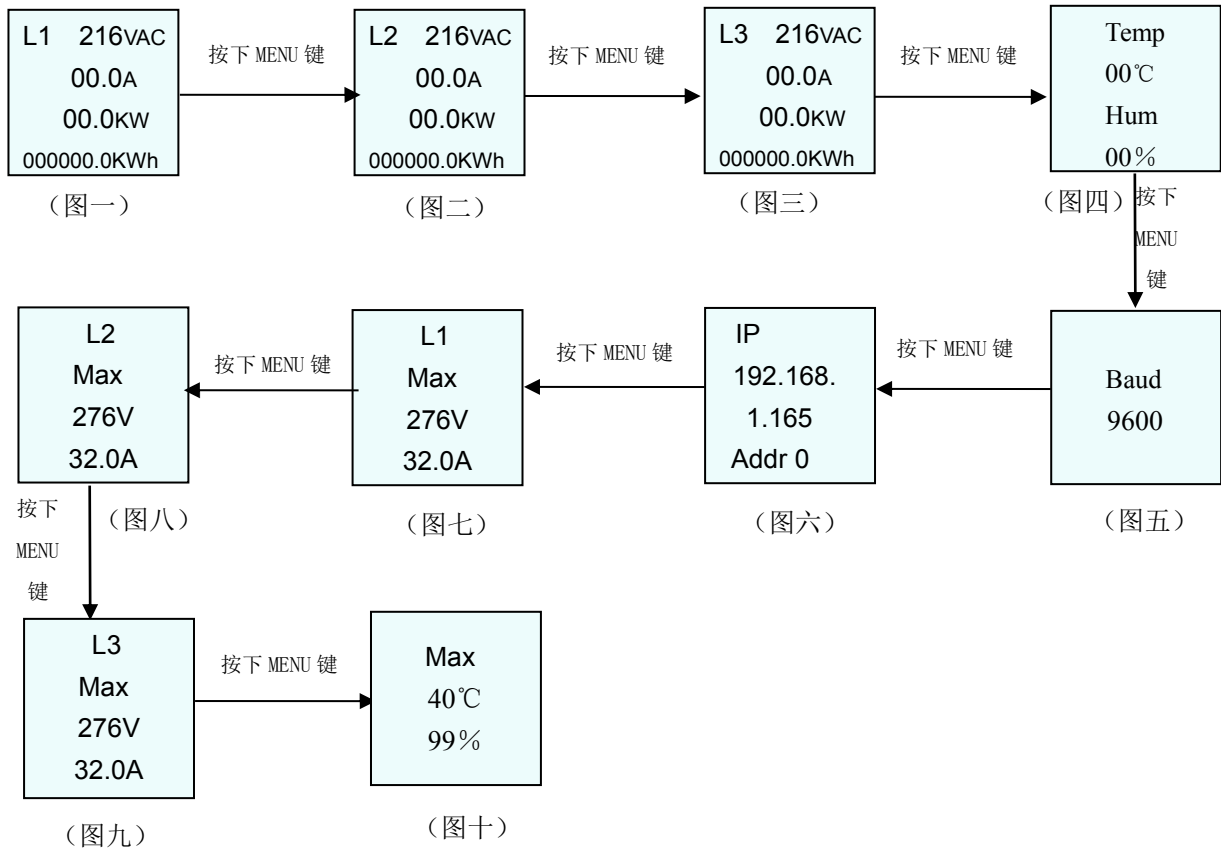 L1 216VAC
00.0A
00.0KW
000000.0KWh
（图一）
按下 MENU 键
L2 216VAC
00.0A
00.0KW
000000.0KWh
（图二）
按下 MENU 键
L3 216VAC
00.0A
00.0KW
000000.0KWh
（图三）
按下 MENU 键
Temp
00℃
Hum
00％
（图四）
按下
MENU
键
Baud
9600
（图五）
按下 MENU 键
IP
192.168.
1.165
Addr 0
（图六）
按下 MENU 键
L1
Max
276V
32.0A
（图七）
按下 MENU 键
L2
Max
276V
32.0A
（图八）
按下
MENU
键
L3
Max
276V
32.0A
（图九）
按下 MENU 键
Max
40℃
99％
（图十）